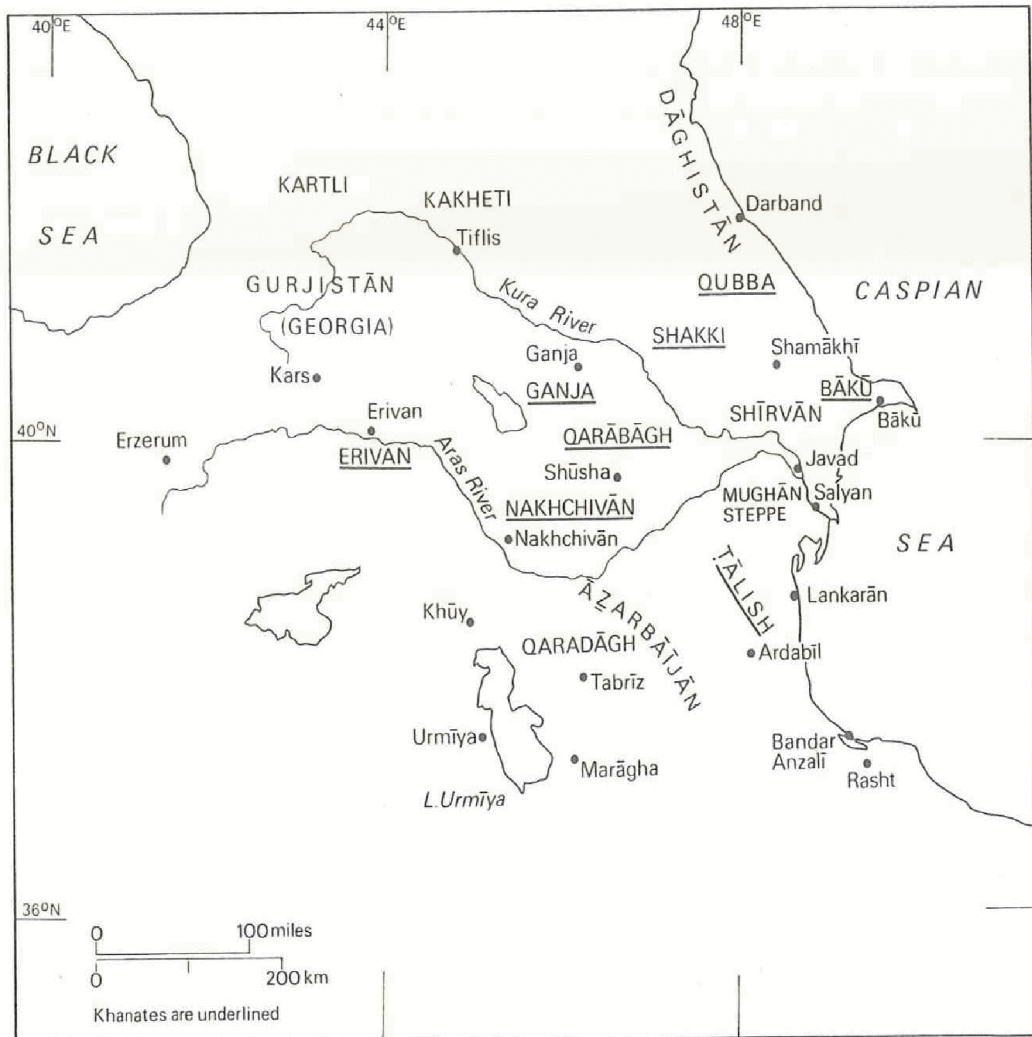 40°E
44°E
48°E
BLACK
SEA
DĀGHISTĀN
KARTLI
KAKHETI
Darband
Tiflis
GURJISTĀN
(GEORGIA)
QUBBA
CASPIAN
SEA
Kura River
SHAKKI
Shamākhī
Ganja
GANJA
Kars
BĀKŪ
Bākū
Erivan
ERIVAN
SHĪRVĀN
40°N
Erzerum
QARĀBĀGH
Aras River
Shūsha
Javad
MUGHĀN
STEPPE
Salyan
NAKHCHIVĀN
Nakhchivān
ṬĀLISH
Lankarān
Khūy
ĀẔARBĀĪJĀN
QARADĀGH
Ardabīl
Tabrīz
Urmīya
Marāgha
L.Urmīya
Bandar
Anzalī
Rasht
36°N
0 100 miles
0 200 km
Khanates are underlined